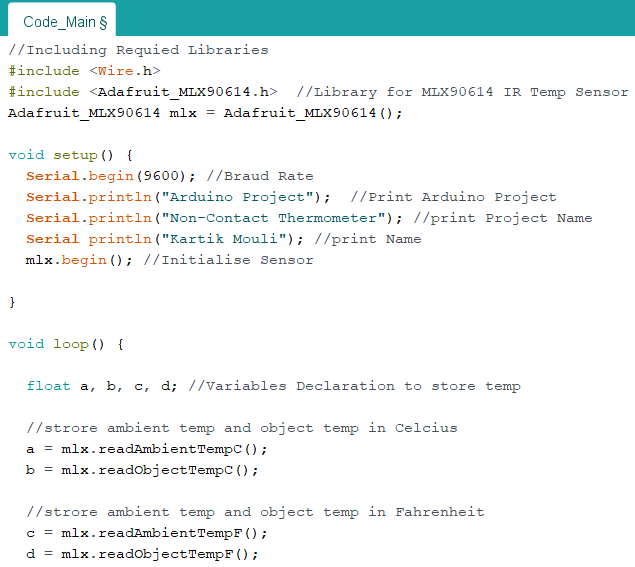 Code_Main §
//Including Requied Libraries
#include <Wire.h>
#include <Adafruit_MLX90614.h>  //Library for MLX90614 IR Temp Sensor
Adafruit_MLX90614 mlx = Adafruit_MLX90614();
void setup() {
  Serial.begin(9600); //Braud Rate
  Serial.println("Arduino Project");  //Print Arduino Project
  Serial.println("Non-Contact Thermometer"); //print Project Name
  Serial println("Kartik Mouli"); //print Name
  mlx.begin(); //Initialise Sensor
}
void loop() {
  float a, b, c, d; //Variables Declaration to store temp
  //strore ambient temp and object temp in Celcius
  a = mlx.readAmbientTempC();
  b = mlx.readObjectTempC();
  //strore ambient temp and object temp in Fahrenheit
  c = mlx.readAmbientTempF();
  d = mlx.readObjectTempF();